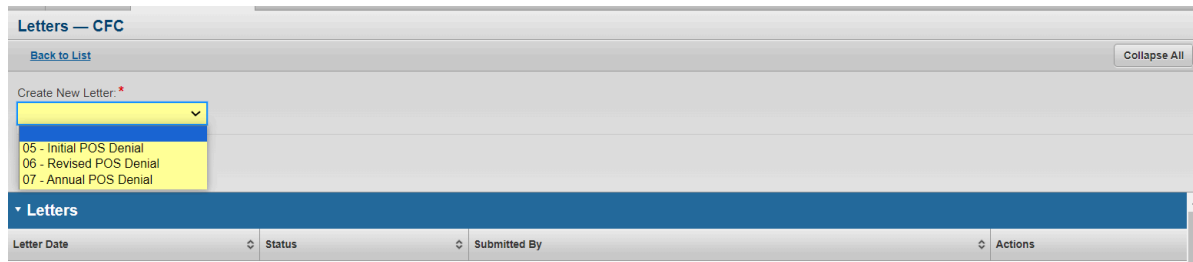 Letters — CFC
Back to List
Collapse All
Create New Letter:*
05 - Initial POS Denial
06 - Revised POS Denial
07 - Annual POS Denial
Letters
Letter Date Status Submitted By Actions